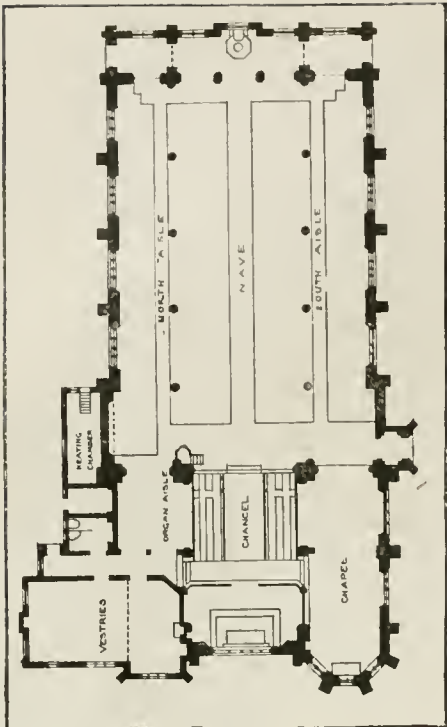 NORTH AISLE
NAVE
SOUTH AISLE
HEATING
CHAMBER
ORGAN AISLE
CHANCEL
CHAPEL
VESTRIES